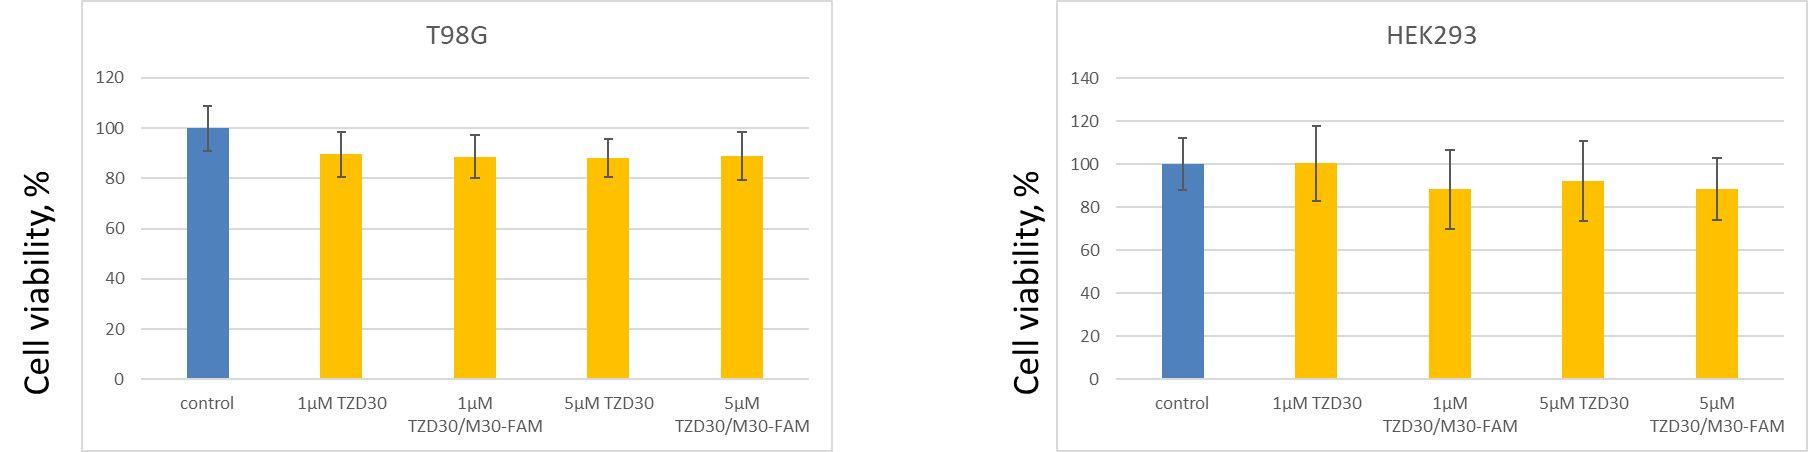 T98G
Cell viability, %
120
100
80
60
40
20
0
control
1µM TZD30
1µM
TZD30/M30-FAM
5µM TZD30
5µM
TZD30/M30-FAM
HEK293
Cell viability, %
140
120
100
80
60
40
20
0
control
1µM TZD30
1µM
TZD30/M30-FAM
5µM TZD30
5µM
TZD30/M30-FAM